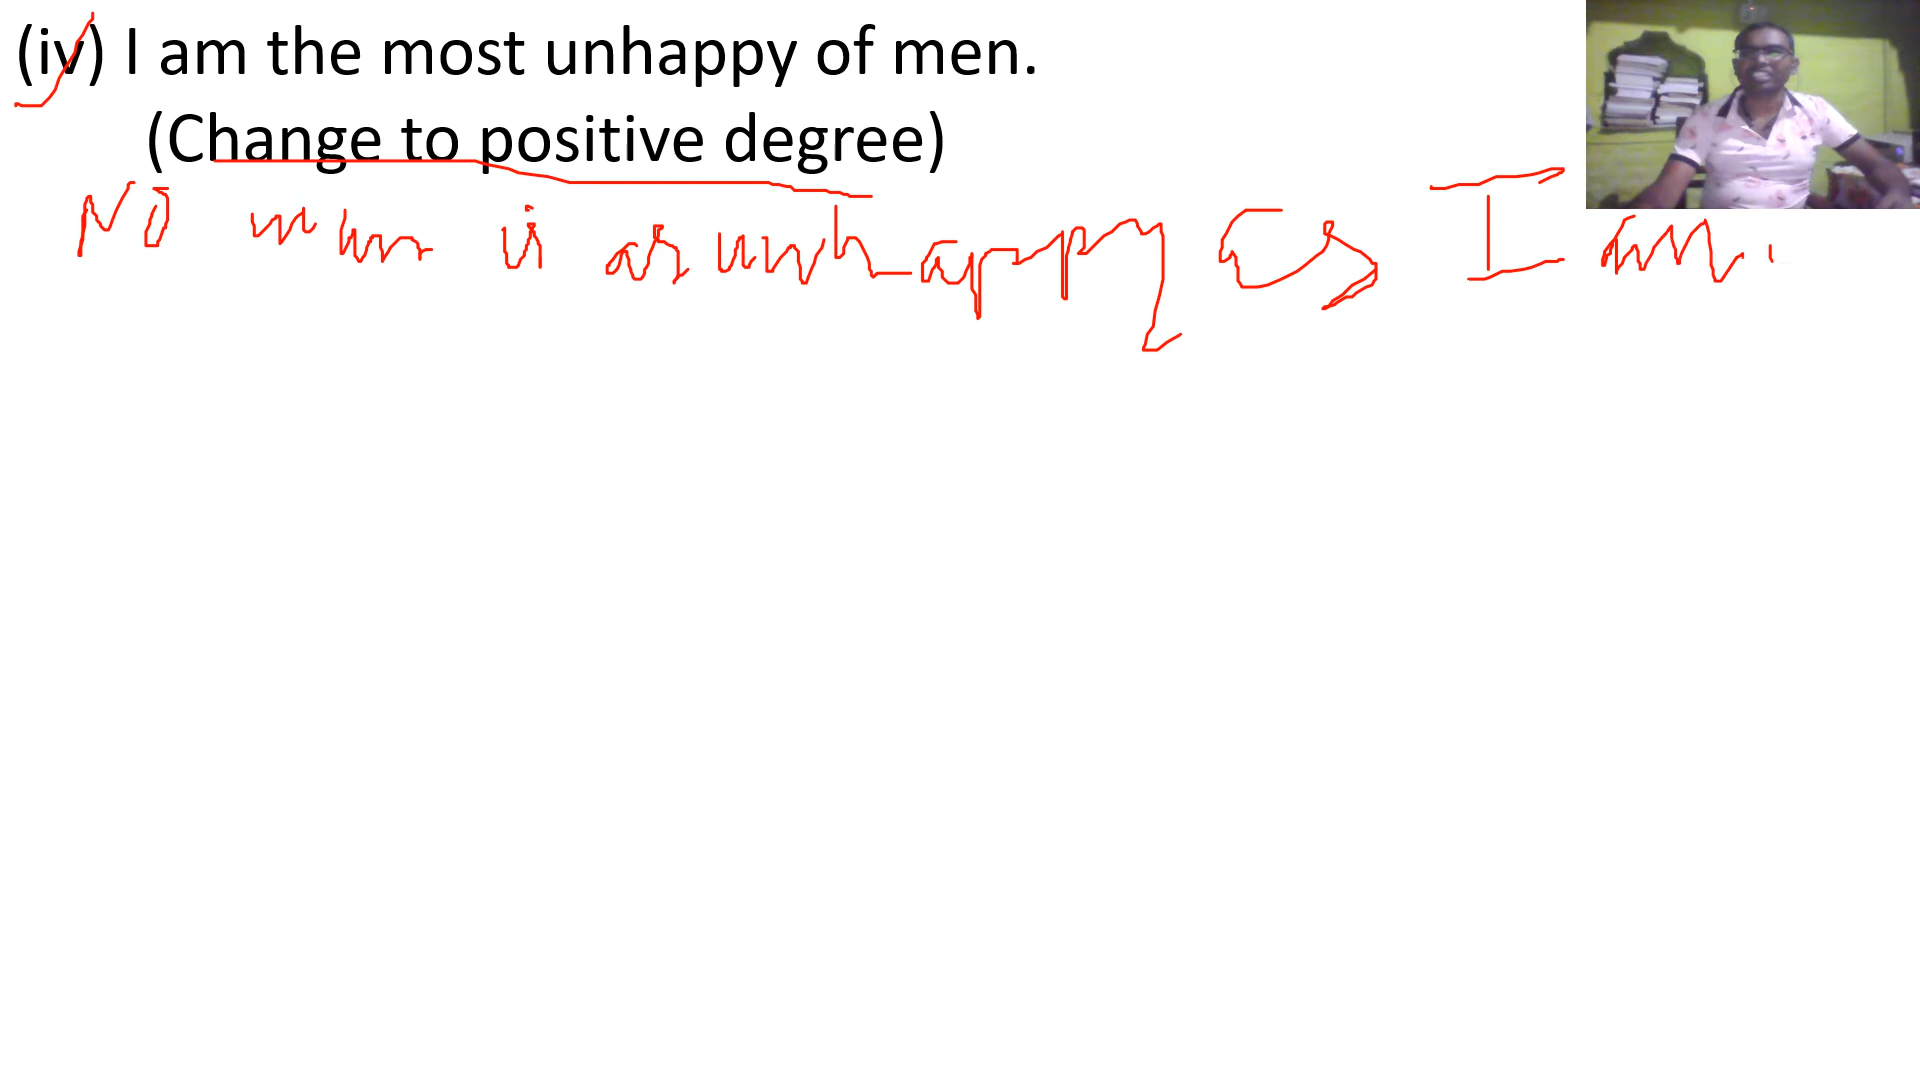 (iv) I am the most unhappy of men.
(Change to positive degree)
No man is as unhappy as I am.